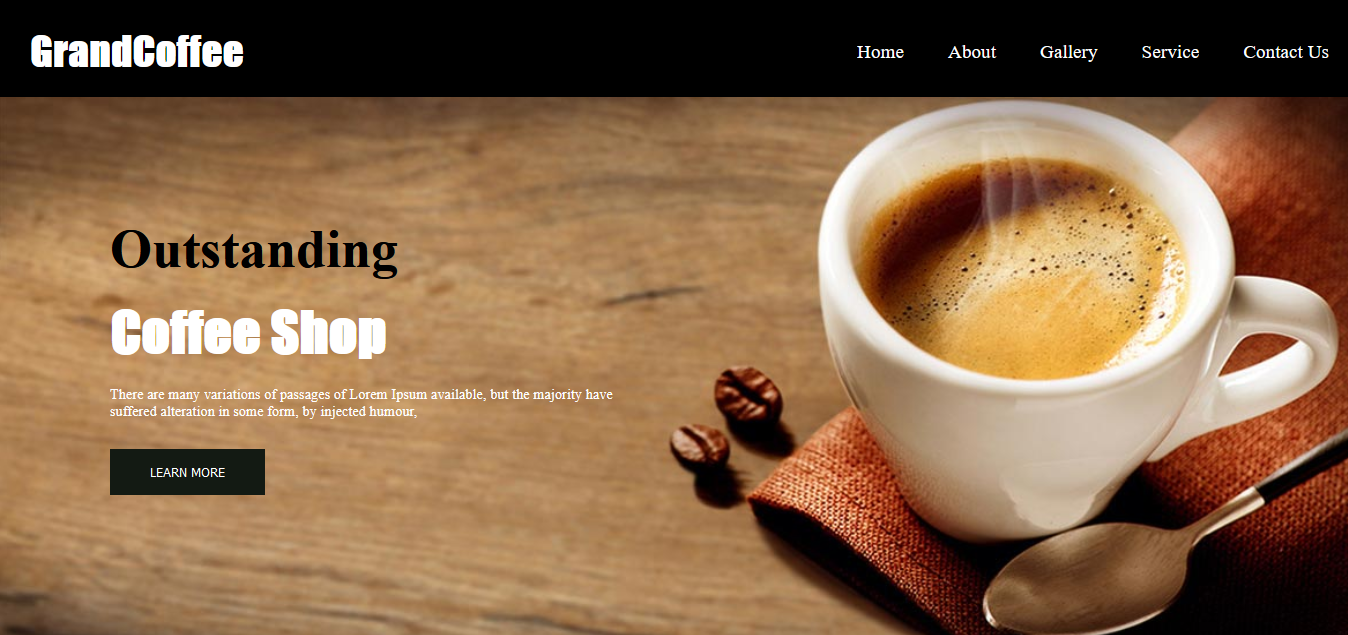 GrandCoffee
Home About Gallery Service Contact Us
Outstanding
Coffee Shop
There are many variations of passages of Lorem Ipsum available, but the majority have
suffered alteration in some form, by injected humour,
LEARN MORE